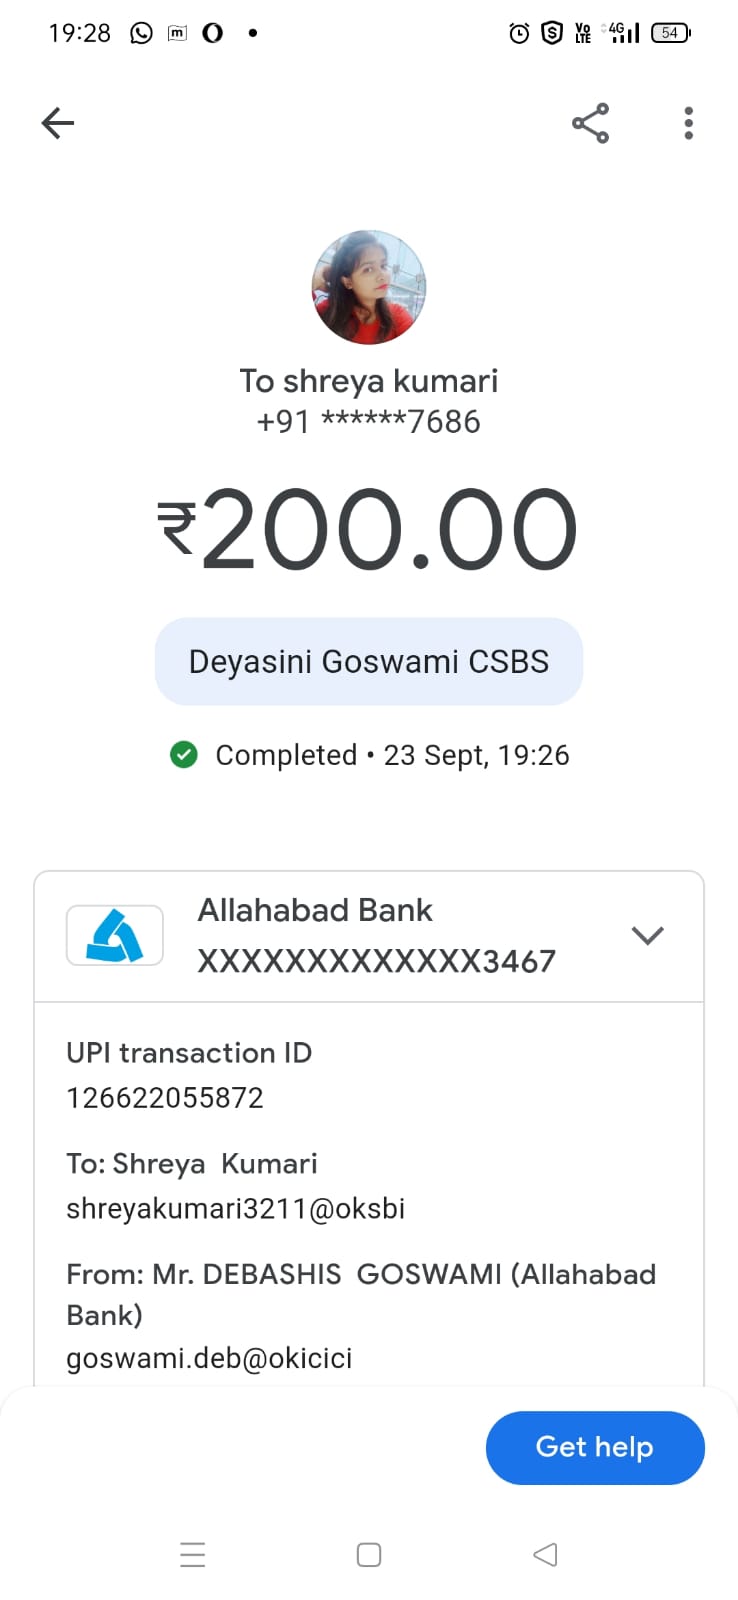 19:28
VoLTE 4G 54
To shreya kumari
+91 ******7686
₹200.00
Deyasini Goswami CSBS
Completed • 23 Sept, 19:26
Allahabad Bank
XXXXXXXXXXXXX3467
UPI transaction ID
126622055872
To: Shreya Kumari
shreyakumari3211@oksbi
From: Mr. DEBASHIS GOSWAMI (Allahabad
Bank)
goswami.deb@okicici
Get help